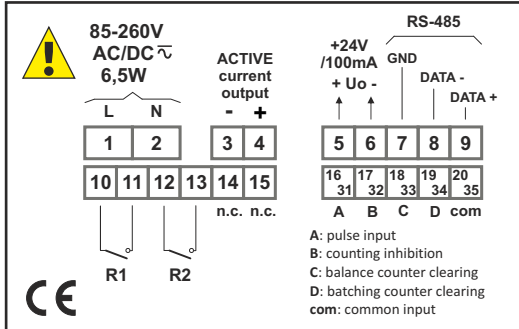 85-260V
AC/DC
6,5W
L N
ACTIVE
current
output
- +
+24V
/100mA
+ Uo -
RS-485
GND
DATA -
DATA +
1 2 3 4 5 6 7 8 9
10 11 12 13 14 15
16 17 18 19 20
31 32 33 34 35
n.c. n.c.
A B C D com
R1 R2
A: pulse input
B: counting inhibition
C: balance counter clearing
D: batching counter clearing
com: common input
CE